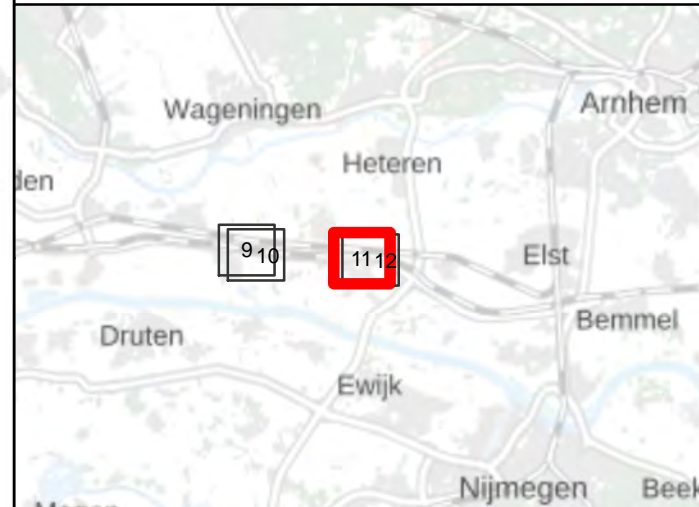 Wageningen
Arnhem
Heteren
den
9 10
11 12
Elst
Bemmel
Druten
Ewijk
Nijmegen
Beek